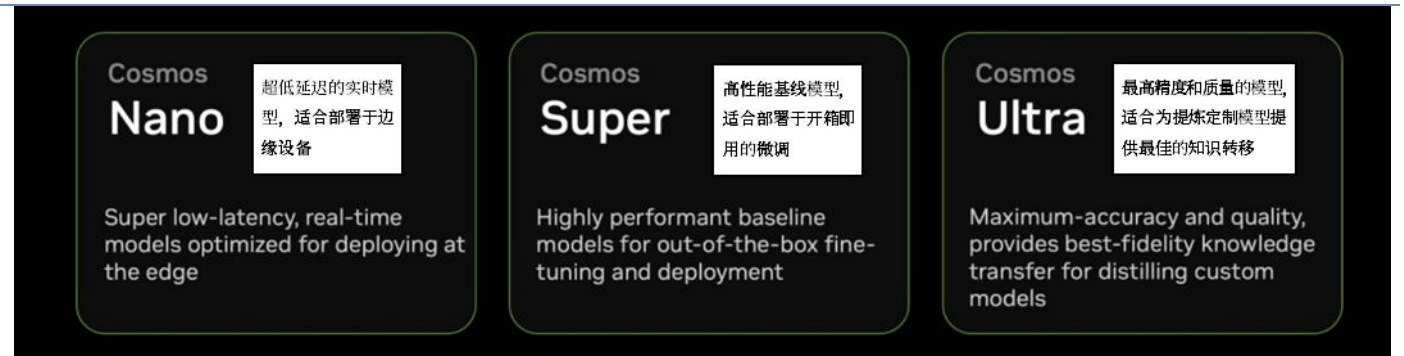 Cosmos
Nano
超低延迟的实时模
型，适合部署于边
缘设备
Super low-latency, real-time
models optimized for deploying at
the edge
Cosmos
Super
高性能基线模型，
适合部署于开箱即
用的微调
Highly performant baseline
models for out-of-the-box fine-
tuning and deployment
Cosmos
Ultra
最高精度和质量的模型，
适合为提炼定制模型提
供最佳的知识转移
Maximum-accuracy and quality,
provides best-fidelity knowledge
transfer for distilling custom
models